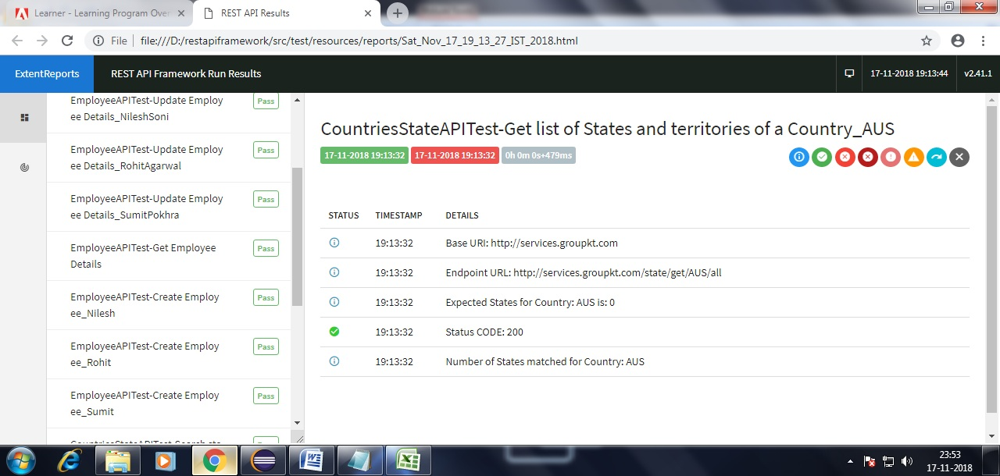 Learner - Learning Program Over
REST API Results
File
file:///D:/restapiframework/src/test/resources/reports/Sat_Nov_17_19_13_27_IST_2018.html
ExtentReports
REST API Framework Run Results
17-11-2018 19:13:44
v2.41.1
EmployeeAPITest-Update Employ
ee Details_NileshSoni
Pass
EmployeeAPITest-Update Employ
ee Details_RohitAgarwal
Pass
EmployeeAPITest-Update Employ
ee Details_SumitPokhra
Pass
EmployeeAPITest-Get Employee
Details
Pass
EmployeeAPITest-Create Employ
ee_Nilesh
Pass
EmployeeAPITest-Create Employ
ee_Rohit
Pass
EmployeeAPITest-Create Employ
ee_Sumit
Pass
CountriesStateAPITest-Search sta
CountriesStateAPITest-Get list of States and territories of a Country_AUS
17-11-2018 19:13:32 17-11-2018 19:13:32 0h 0m 0s+479ms
STATUS TIMESTAMP DETAILS
19:13:32 Base URI: http://services.groupkt.com
19:13:32 Endpoint URL: http://services.groupkt.com/state/get/AUS/all
19:13:32 Expected States for Country: AUS is: 0
19:13:32 Status CODE: 200
19:13:32 Number of States matched for Country: AUS
23:53
17-11-2018